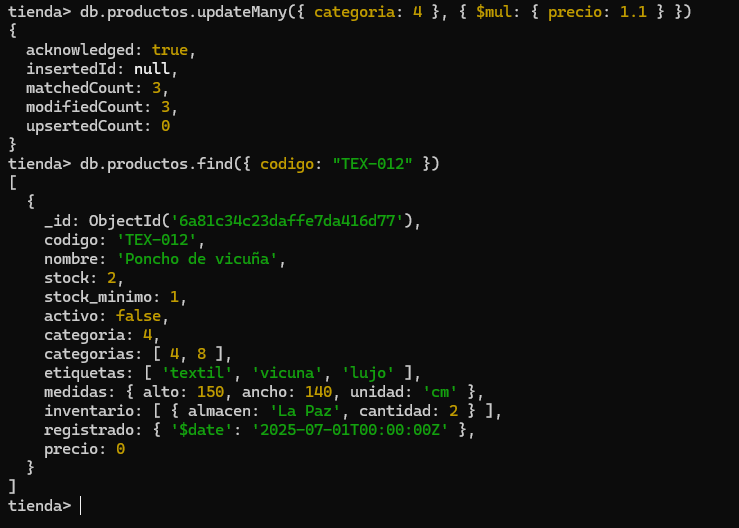 tienda> db.productos.updateMany({ categoria: 4 }, { $mul: { precio: 1.1 } })
{
  acknowledged: true,
  insertedId: null,
  matchedCount: 3,
  modifiedCount: 3,
  upsertedCount: 0
}
tienda> db.productos.find({ codigo: "TEX-012" })
[
  {
    _id: ObjectId('6a81c34c23daffe7da416d77'),
    codigo: 'TEX-012',
    nombre: 'Poncho de vicuña',
    stock: 2,
    stock_minimo: 1,
    activo: false,
    categoria: 4,
    categorias: [ 4, 8 ],
    etiquetas: [ 'textil', 'vicuna', 'lujo' ],
    medidas: { alto: 150, ancho: 140, unidad: 'cm' },
    inventario: [ { almacen: 'La Paz', cantidad: 2 } ],
    registrado: { '$date': '2025-07-01T00:00:00Z' },
    precio: 0
  }
]
tienda>